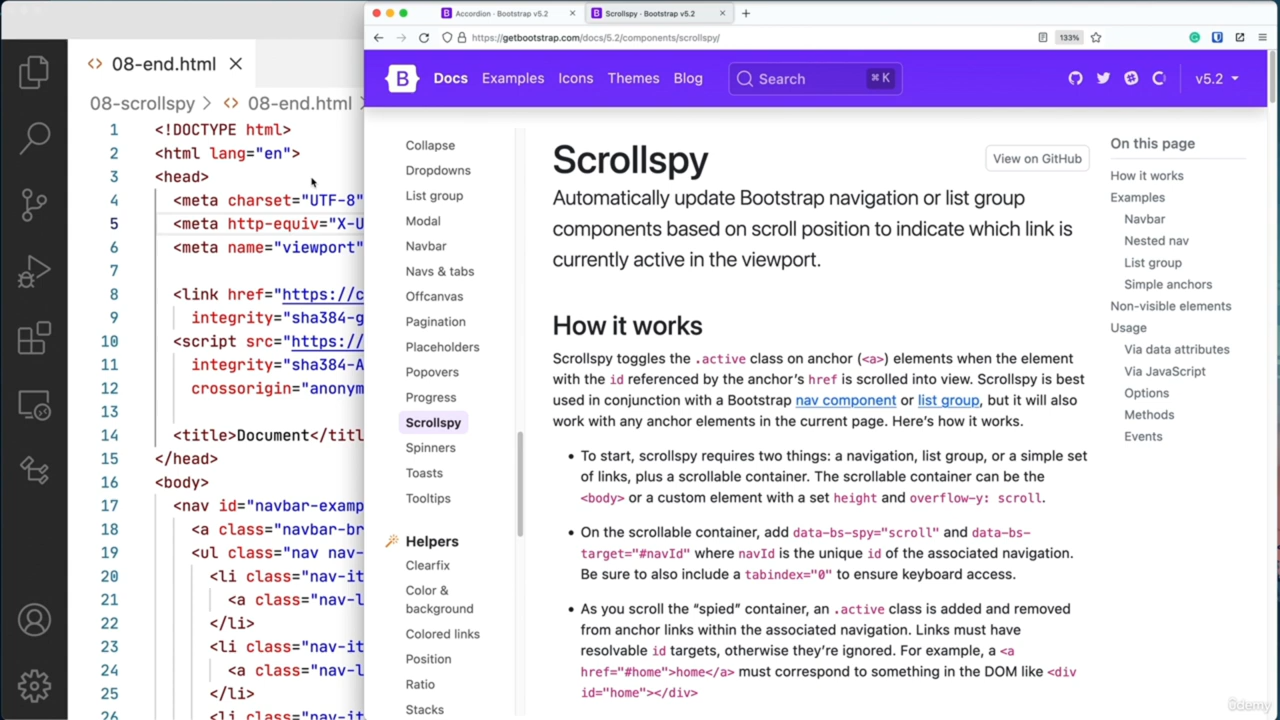 08-end.html
08-scrollspy > 08-end.html >
1 <!DOCTYPE html>
2 <html lang="en">
3 <head>
4 <meta charset="UTF-8"
5 <meta http-equiv="X-U
6 <meta name="viewport"
7
8 <link href="https://c
9 integrity="sha384-g
10 <script src="https://
11 integrity="sha384-A
12 crossorigin="anonym
13
14 <title>Document</titl
15 </head>
16 <body>
17 <nav id="navbar-examp
18 <a class="navbar-br
19 <ul class="nav nav-
20 <li class="nav-it
21 <a class="nav-l
22 </li>
23 <li class="nav-it
24 <a class="nav-l
25 </li>
26 <li class="nav-it
Accordion · Bootstrap v5.2
Scrollspy · Bootstrap v5.2
https://getbootstrap.com/docs/5.2/components/scrollspy/
133%
B Docs Examples Icons Themes Blog Search ⌘ K v5.2
Collapse
Dropdowns
List group
Modal
Navbar
Navs & tabs
Offcanvas
Pagination
Placeholders
Popovers
Progress
Scrollspy
Spinners
Toasts
Tooltips
Helpers
Clearfix
Color &
background
Colored links
Position
Ratio
Stacks
Scrollspy
View on GitHub
Automatically update Bootstrap navigation or list group
components based on scroll position to indicate which link is
currently active in the viewport.
How it works
Scrollspy toggles the .active class on anchor (<a>) elements when the element
with the id referenced by the anchor's href is scrolled into view. Scrollspy is best
used in conjunction with a Bootstrap nav component or list group, but it will also
work with any anchor elements in the current page. Here's how it works.
• To start, scrollspy requires two things: a navigation, list group, or a simple set
of links, plus a scrollable container. The scrollable container can be the
<body> or a custom element with a set height and overflow-y: scroll.
• On the scrollable container, add data-bs-spy="scroll" and data-bs-
target="#navId" where navId is the unique id of the associated navigation.
Be sure to also include a tabindex="0" to ensure keyboard access.
• As you scroll the “spied” container, an .active class is added and removed
from anchor links within the associated navigation. Links must have
resolvable id targets, otherwise they're ignored. For example, a <a
href="#home">home</a> must correspond to something in the DOM like <div
id="home"></div>
On this page
How it works
Examples
Navbar
Nested nav
List group
Simple anchors
Non-visible elements
Usage
Via data attributes
Via JavaScript
Options
Methods
Events
ûdemy